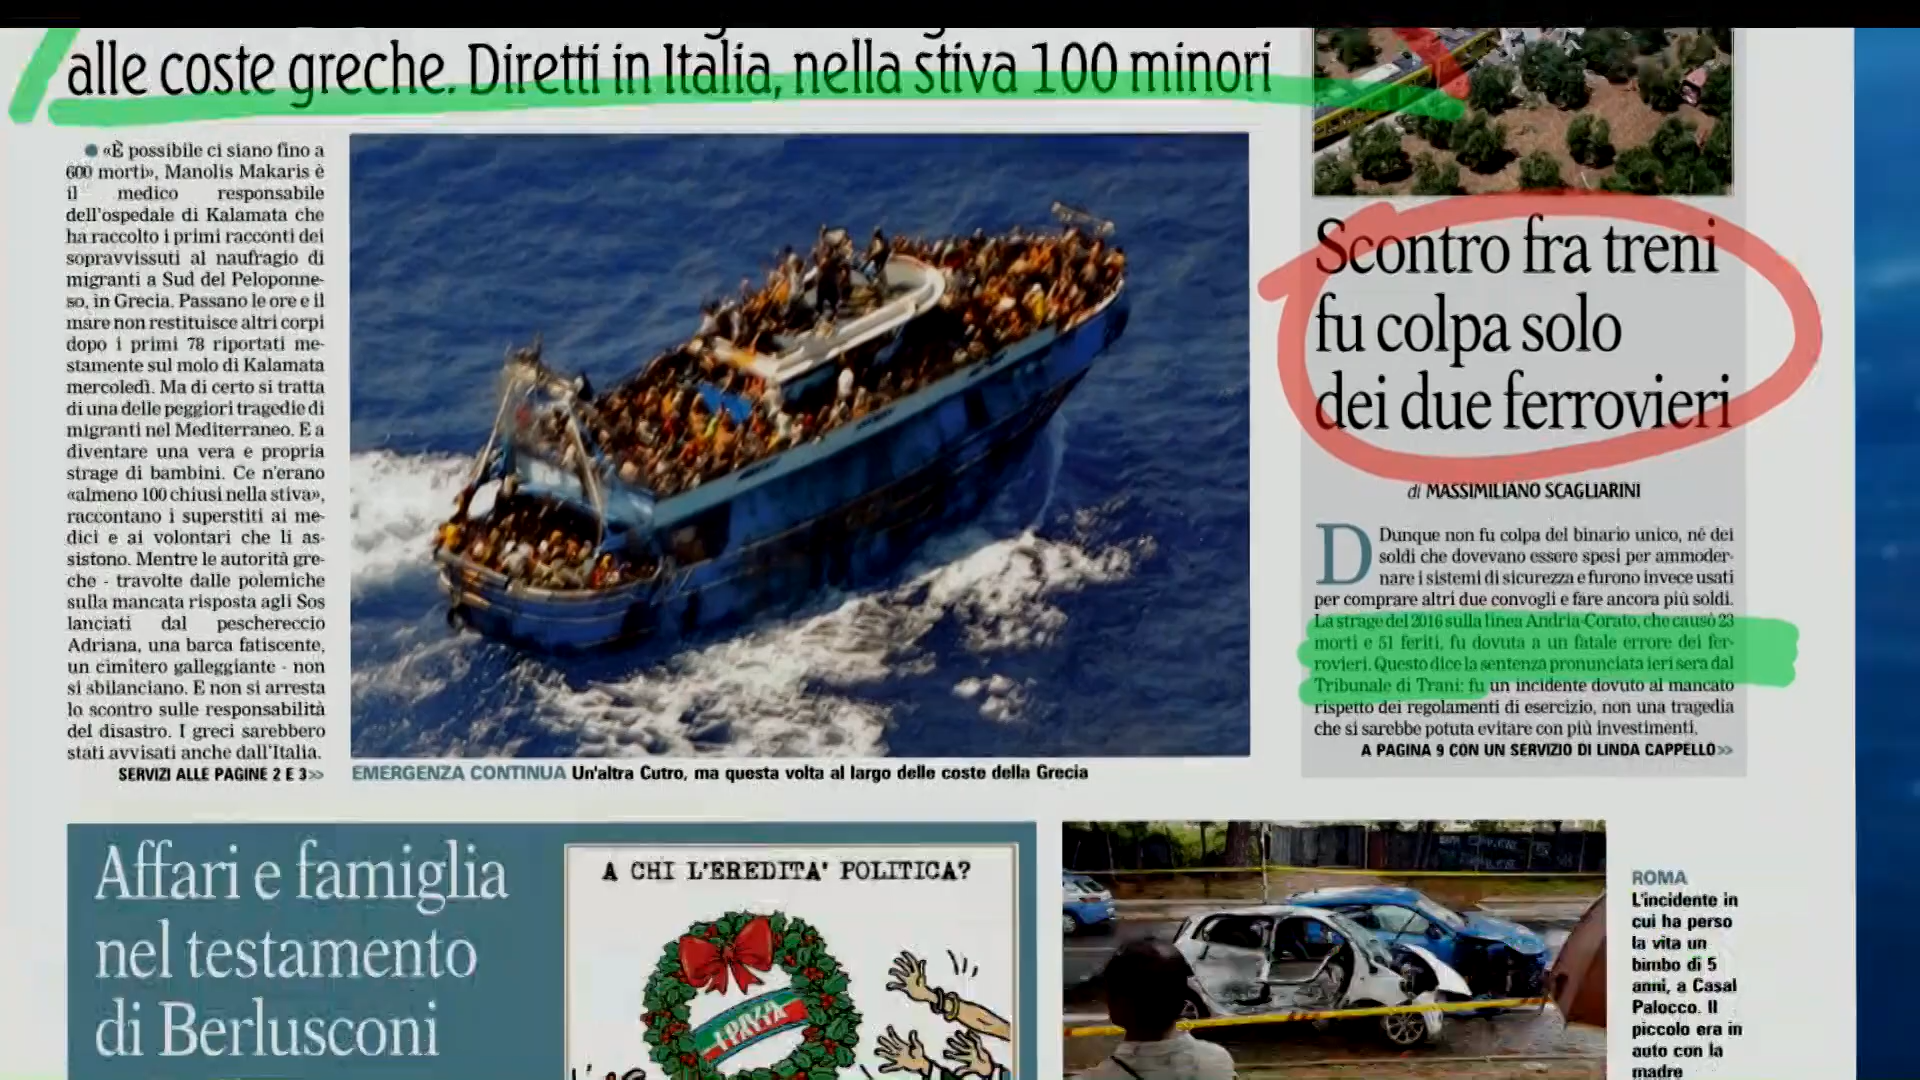 alle coste greche. Diretti in Italia, nella stiva 100 minori
«È possibile ci siano fino a
600 morti», Manolis Makaris è
il medico responsabile
dell'ospedale di Kalamata che
ha raccolto i primi racconti dei
sopravvissuti al naufragio di
migranti a Sud del Peloponne-
so, in Grecia. Passano le ore e il
mare non restituisce altri corpi
dopo i primi 78 riportati me-
stamente sul molo di Kalamata
mercoledì. Ma di certo si tratta
di una delle peggiori tragedie di
migranti nel Mediterraneo. E a
diventare una vera e propria
strage di bambini. Ce n'erano
«almeno 100 chiusi nella stiva»,
raccontano i superstiti ai me-
dici e ai volontari che li as-
sistono. Mentre le autorità gre-
che - travolte dalle polemiche
sulla mancata risposta agli Sos
lanciati dal peschereccio
Adriana, una barca fatiscente,
un cimitero galleggiante - non
si sbilanciano. E non si arresta
lo scontro sulle responsabilità
del disastro. I greci sarebbero
stati avvisati anche dall'Italia.
SERVIZI ALLE PAGINE 2 E 3>>
EMERGENZA CONTINUA Un'altra Cutro, ma questa volta al largo delle coste della Grecia
Scontro fra treni
fu colpa solo
dei due ferrovieri
di MASSIMILIANO SCAGLIARINI
D Dunque non fu colpa del binario unico, né dei
soldi che dovevano essere spesi per ammoder-
nare i sistemi di sicurezza e furono invece usati
per comprare altri due convogli e fare ancora più soldi.
La strage del 2016 sulla linea Andria-Corato, che causò 23
morti e 51 feriti, fu dovuta a un fatale errore dei fer-
rovieri. Questo dice la sentenza pronunciata ieri sera dal
Tribunale di Trani: fu un incidente dovuto al mancato
rispetto dei regolamenti di esercizio, non una tragedia
che si sarebbe potuta evitare con più investimenti.
A PAGINA 9 CON UN SERVIZIO DI LINDA CAPPELLO>>
Affari e famiglia
nel testamento
di Berlusconi
A CHI L'EREDITA' POLITICA?
ROMA
L'incidente in
cui ha perso
la vita un
bimbo di 5
anni, a Casal
Palocco. Il
piccolo era in
auto con la
madre